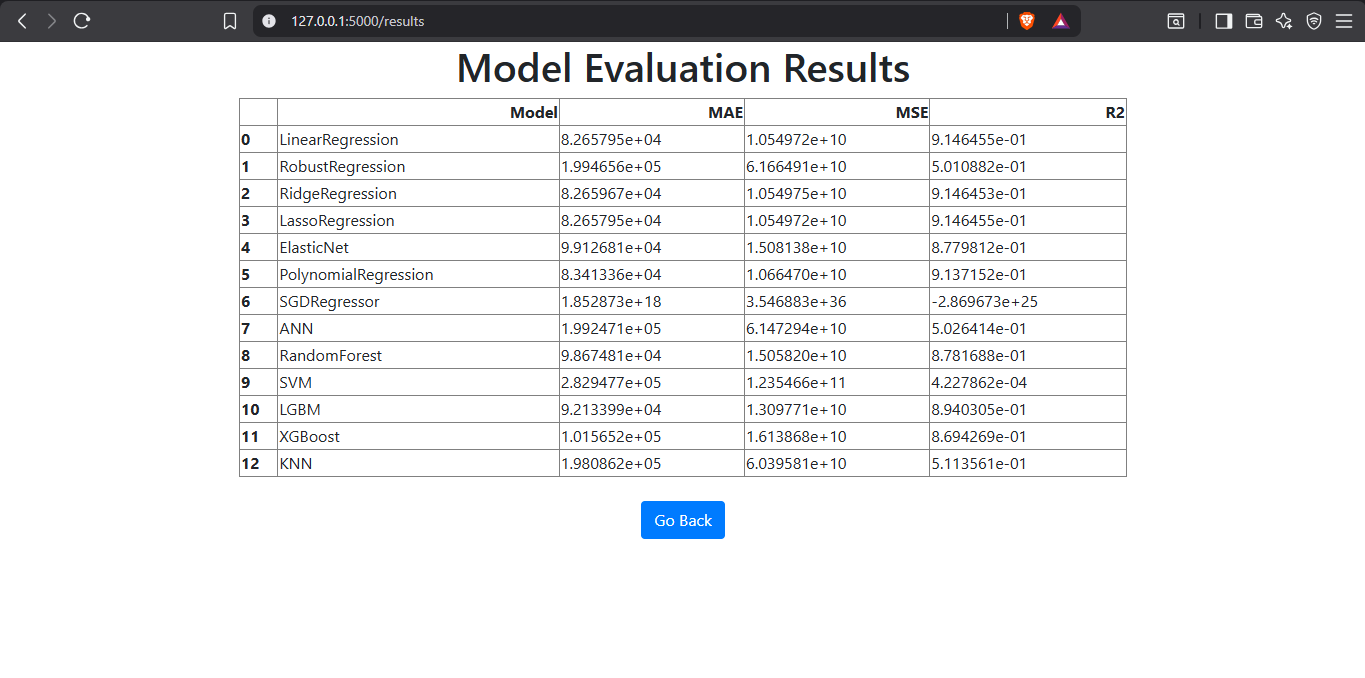 127.0.0.1:5000/results
Model Evaluation Results
Model MAE MSE R2
0 LinearRegression 8.265795e+04 1.054972e+10 9.146455e-01
1 RobustRegression 1.994656e+05 6.166491e+10 5.010882e-01
2 RidgeRegression 8.265967e+04 1.054975e+10 9.146453e-01
3 LassoRegression 8.265795e+04 1.054972e+10 9.146455e-01
4 ElasticNet 9.912681e+04 1.508138e+10 8.779812e-01
5 PolynomialRegression 8.341336e+04 1.066470e+10 9.137152e-01
6 SGDRegressor 1.852873e+18 3.546883e+36 -2.869673e+25
7 ANN 1.992471e+05 6.147294e+10 5.026414e-01
8 RandomForest 9.867481e+04 1.505820e+10 8.781688e-01
9 SVM 2.829477e+05 1.235466e+11 4.227862e-04
10 LGBM 9.213399e+04 1.309771e+10 8.940305e-01
11 XGBoost 1.015652e+05 1.613868e+10 8.694269e-01
12 KNN 1.980862e+05 6.039581e+10 5.113561e-01
Go Back